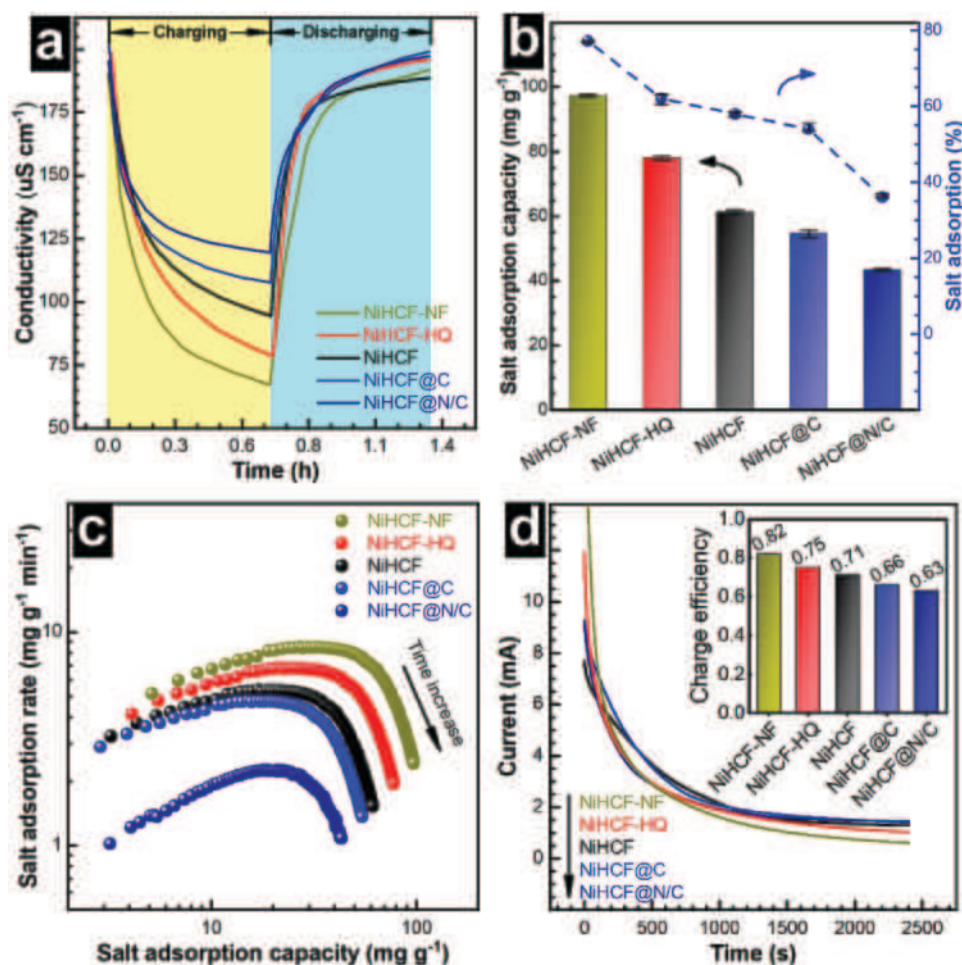 a
Charging
Discharging
Conductivity (uS cm⁻¹)
175
150
125
100
75
50
NiHCF-NF
NiHCF-HQ
NiHCF
NiHCF@C
NiHCF@N/C
0.0
0.3
0.6
0.8
1.1
1.4
Time (h)
b
Salt adsorption capacity (mg g⁻¹)
100
80
60
40
20
0
80
60
40
20
0
Salt adsorption (%)
NiHCF-NF
NiHCF-HQ
NiHCF
NiHCF@C
NiHCF@N/C
c
Salt adsorption rate (mg g⁻¹ min⁻¹)
10
1
NiHCF-NF
NiHCF-HQ
NiHCF
NiHCF@C
NiHCF@N/C
Time increase
10
100
Salt adsorption capacity (mg g⁻¹)
d
Current (mA)
12
10
8
6
4
2
0
Charge efficiency
1.0
0.8
0.6
0.4
0.2
0.0
0.82
0.75
0.71
0.66
0.63
NiHCF-NF
NiHCF-HQ
NiHCF
NiHCF@C
NiHCF@N/C
NiHCF-NF
NiHCF-HQ
NiHCF
NiHCF@C
NiHCF@N/C
0
500
1000
1500
2000
2500
Time (s)